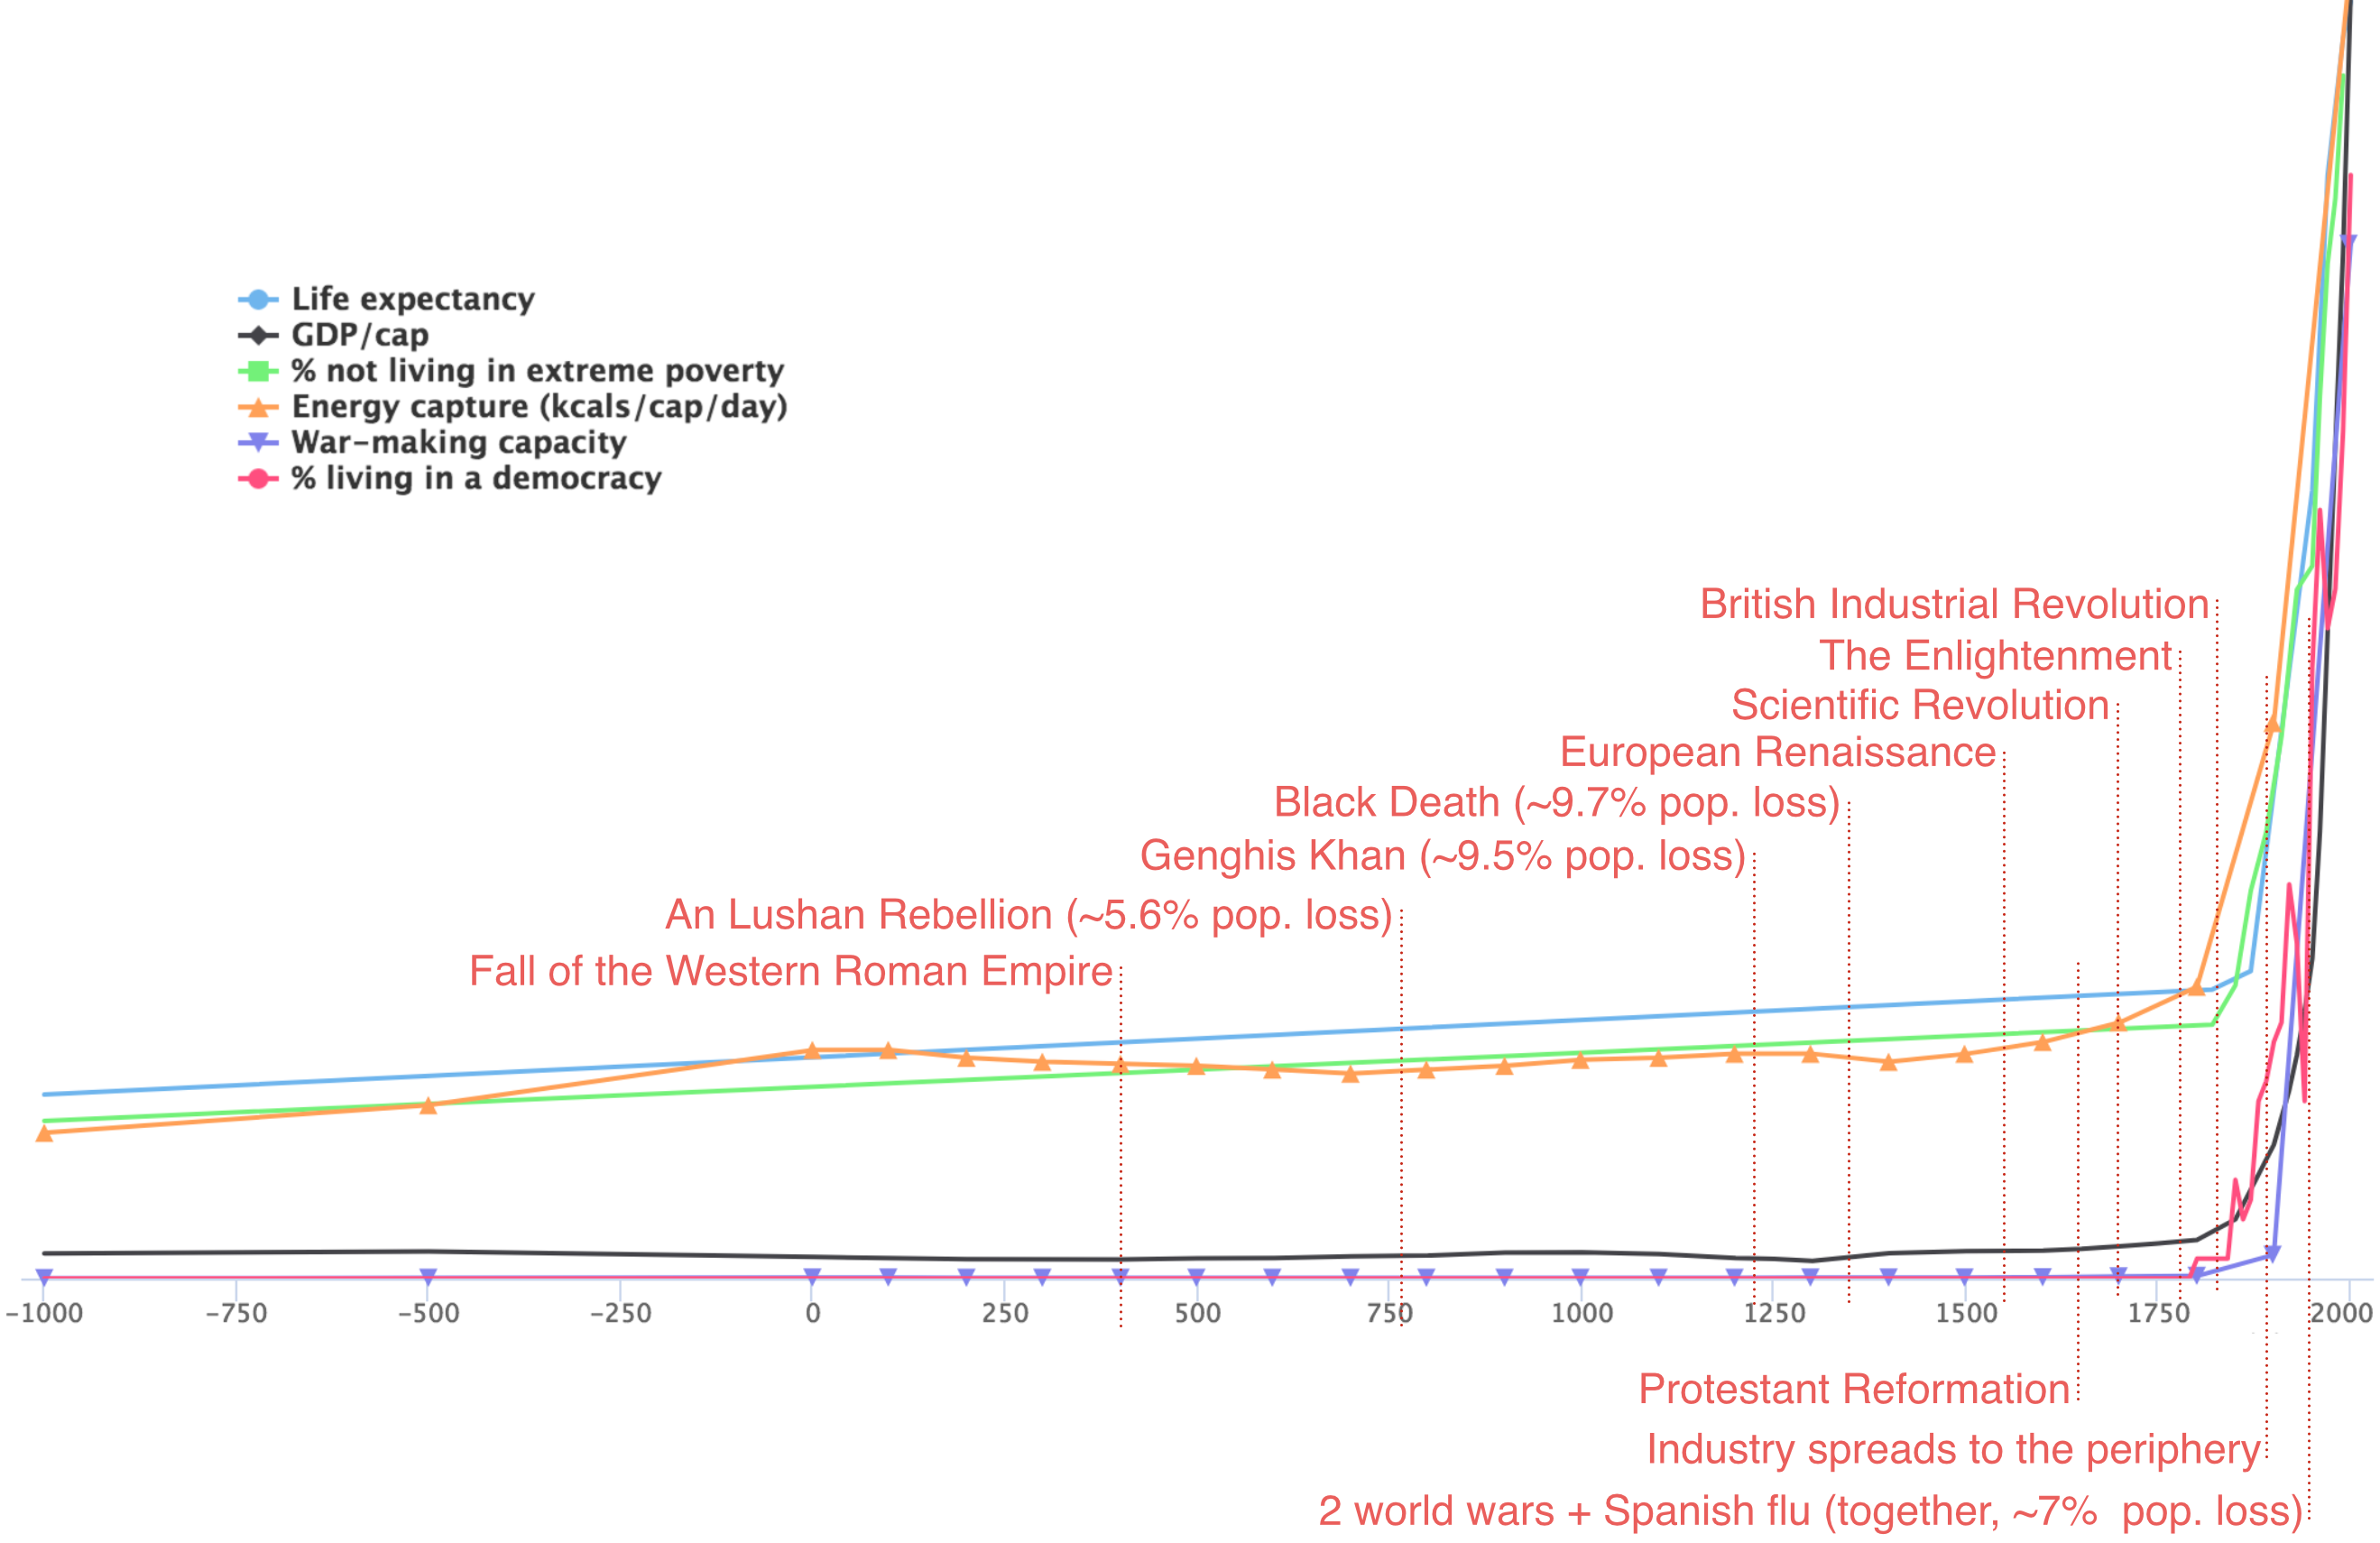 Life expectancy
GDP/cap
% not living in extreme poverty
Energy capture (kcals/cap/day)
War-making capacity
% living in a democracy
British Industrial Revolution
The Enlightenment
Scientific Revolution
European Renaissance
Black Death (~9.7% pop. loss)
Genghis Khan (~9.5% pop. loss)
An Lushan Rebellion (~5.6% pop. loss)
Fall of the Western Roman Empire
-1000 -750 -500 -250 0 250 500 750 1000 1250 1500 1750 2000
Protestant Reformation
Industry spreads to the periphery
2 world wars + Spanish flu (together, ~7% pop. loss)